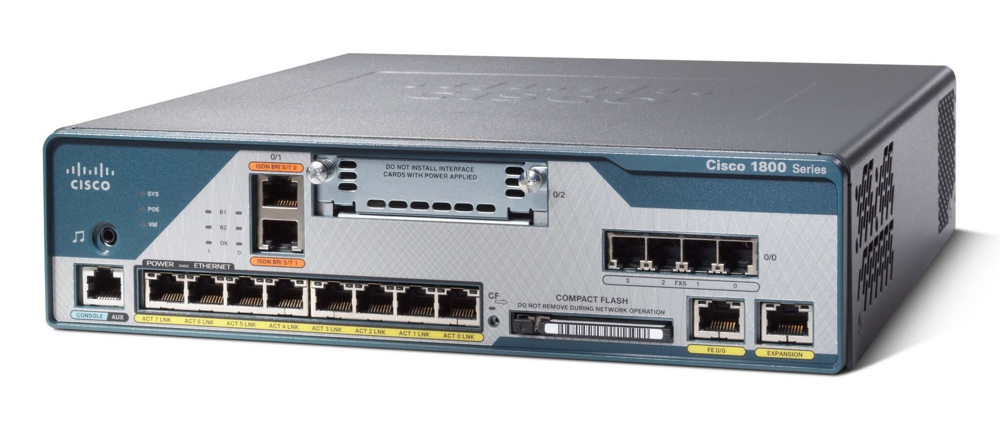 CISCO
Cisco 1800 Series
CISCO
SYS
POE
VM
0/1
ISDN BRI S/T 0
B1
B2
OK
1 0
ISDN BRI S/T 1
DO NOT INSTALL INTERFACE
CARDS WITH POWER APPLIED
0/2
0/0
3 2 FXS 1 0
POWER OVER ETHERNET
CONSOLE AUX
ACT 7 LNK ACT 6 LNK ACT 5 LNK ACT 4 LNK ACT 3 LNK ACT 2 LNK ACT 1 LNK ACT 0 LNK
CF
COMPACT FLASH
DO NOT REMOVE DURING NETWORK OPERATION
FE 0/0
EXPANSION